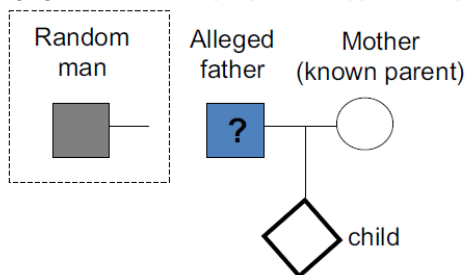 Random
man
Alleged
father
Mother
(known parent)
?
child